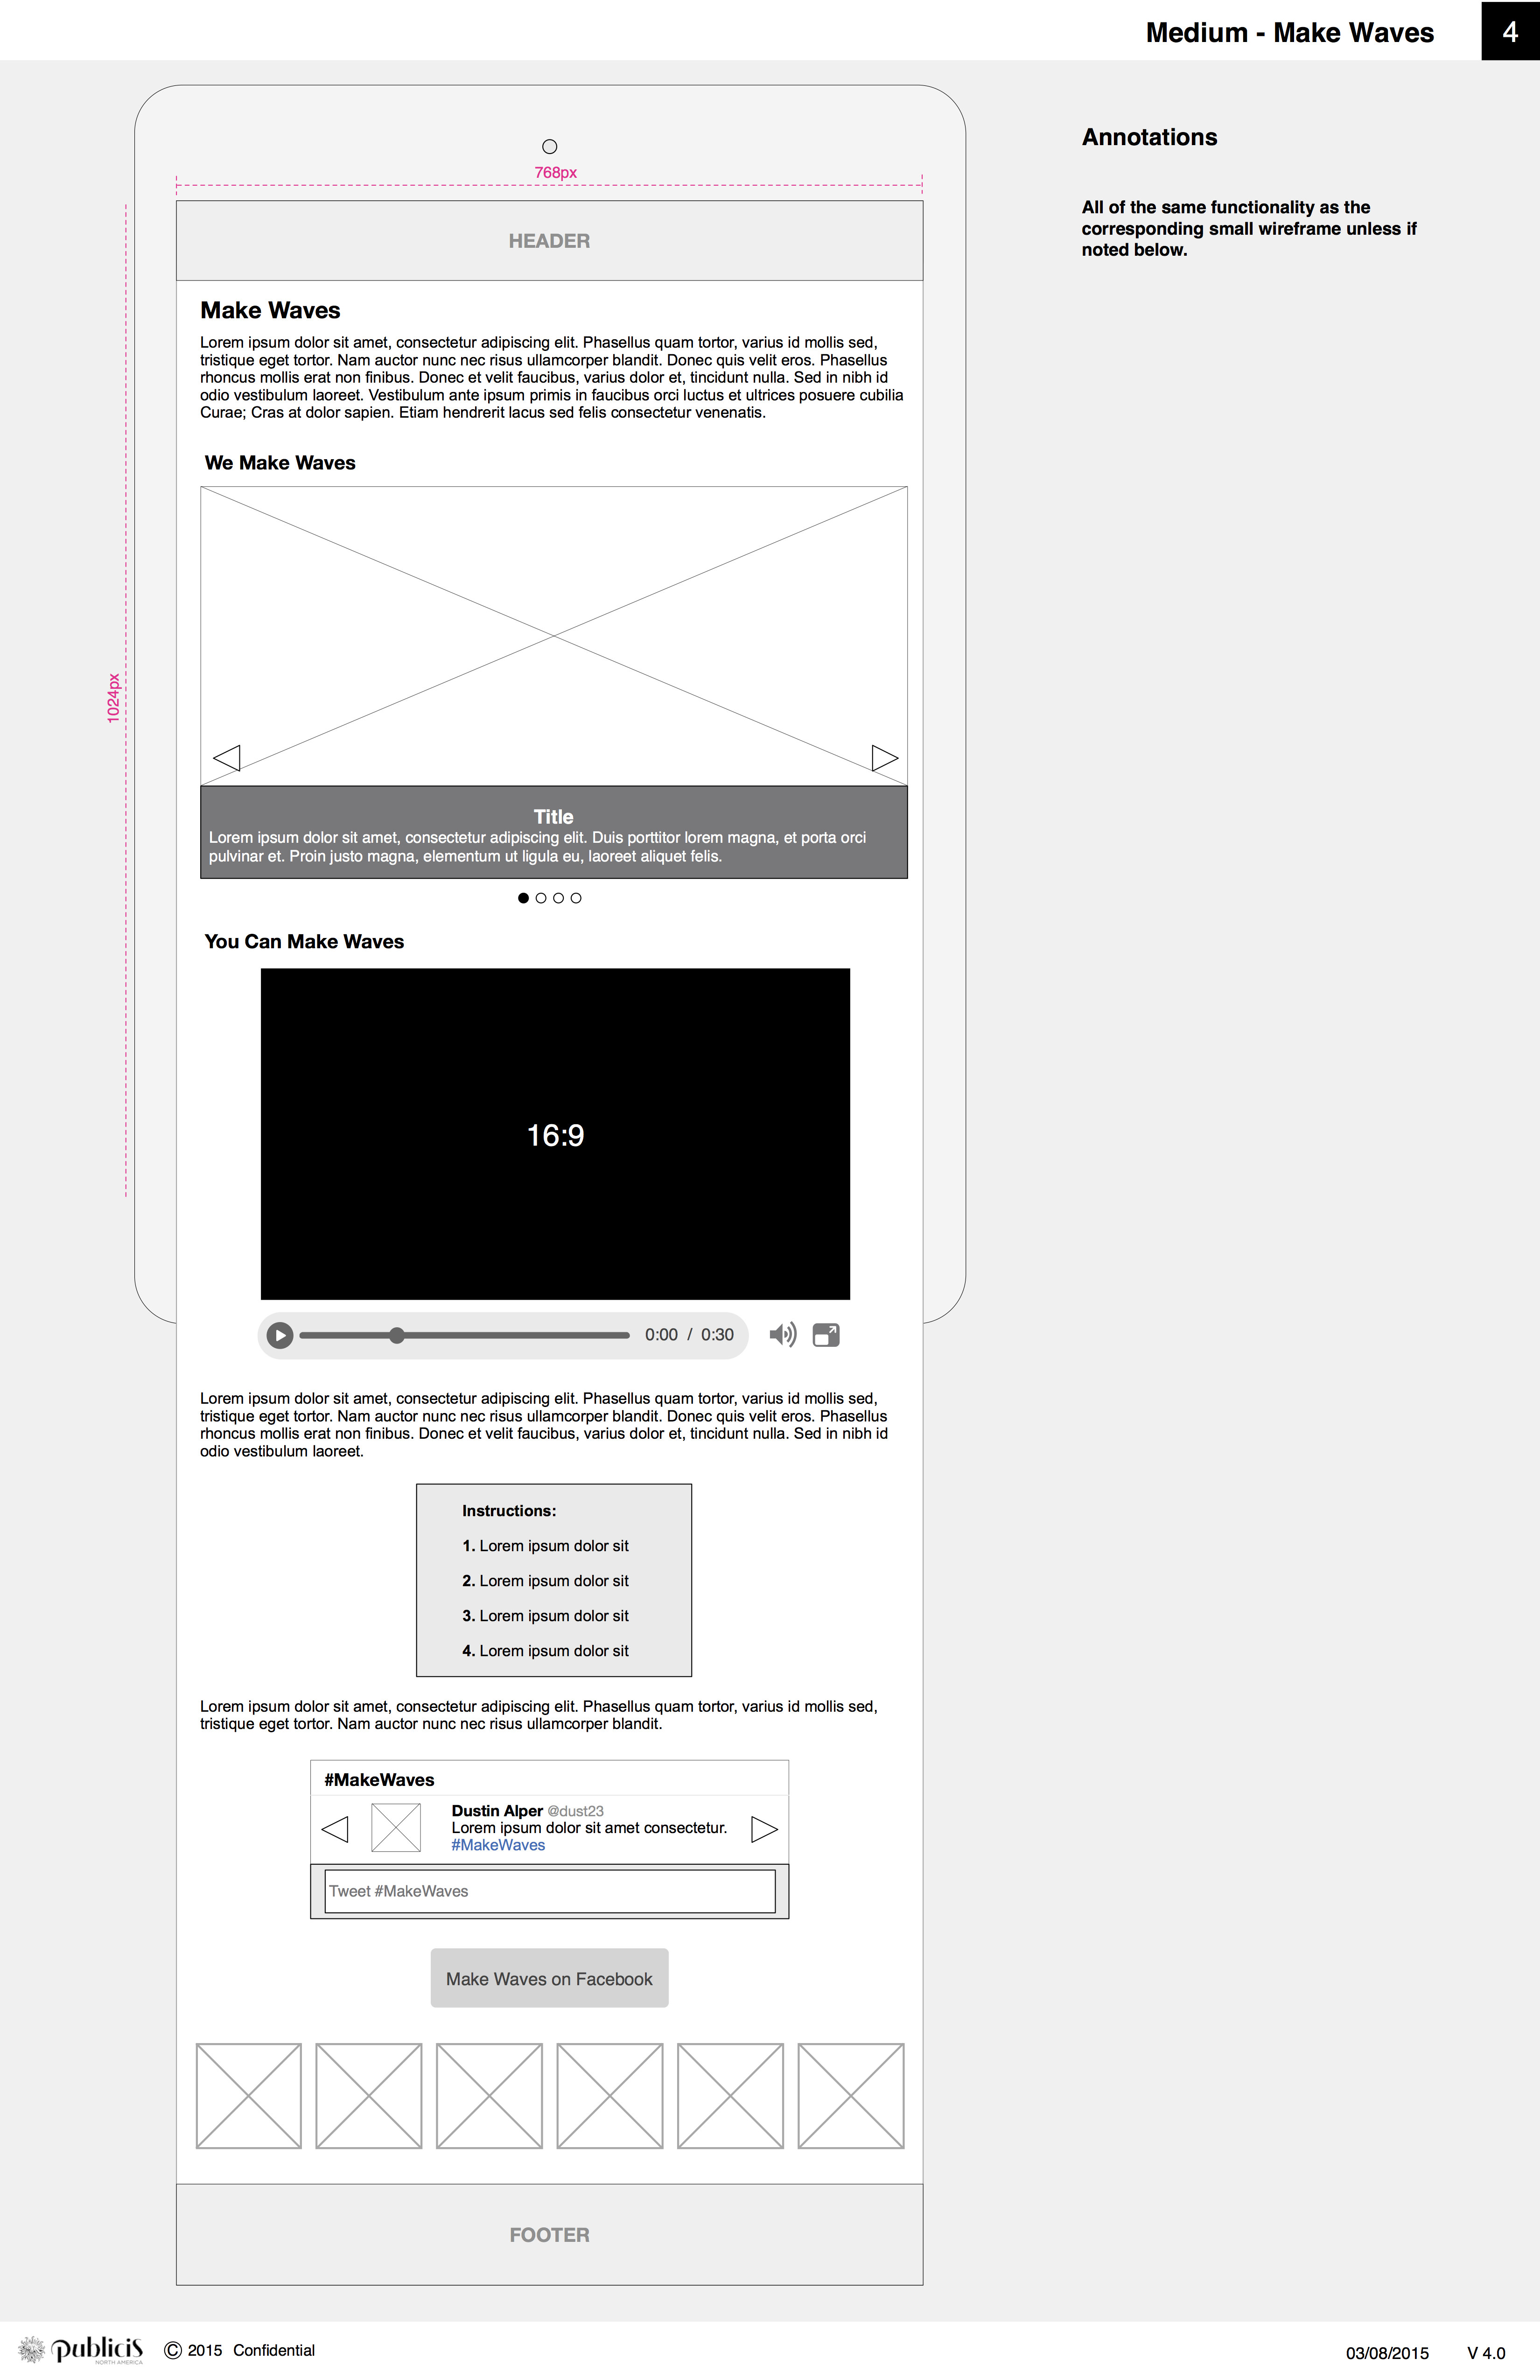 Medium - Make Waves
4
Annotations
All of the same functionality as the
corresponding small wireframe unless if
noted below.
768px
1024px
HEADER
Make Waves
Lorem ipsum dolor sit amet, consectetur adipiscing elit. Phasellus quam tortor, varius id mollis sed,
tristique eget tortor. Nam auctor nunc nec risus ullamcorper blandit. Donec quis velit eros. Phasellus
rhoncus mollis erat non finibus. Donec et velit faucibus, varius dolor et, tincidunt nulla. Sed in nibh id
odio vestibulum laoreet. Vestibulum ante ipsum primis in faucibus orci luctus et ultrices posuere cubilia
Curae; Cras at dolor sapien. Etiam hendrerit lacus sed felis consectetur venenatis.
We Make Waves
Title
Lorem ipsum dolor sit amet, consectetur adipiscing elit. Duis porttitor lorem magna, et porta orci
pulvinar et. Proin justo magna, elementum ut ligula eu, laoreet aliquet felis.
You Can Make Waves
16:9
0:00 / 0:30
Lorem ipsum dolor sit amet, consectetur adipiscing elit. Phasellus quam tortor, varius id mollis sed,
tristique eget tortor. Nam auctor nunc nec risus ullamcorper blandit. Donec quis velit eros. Phasellus
rhoncus mollis erat non finibus. Donec et velit faucibus, varius dolor et, tincidunt nulla. Sed in nibh id
odio vestibulum laoreet.
Instructions:
1. Lorem ipsum dolor sit
2. Lorem ipsum dolor sit
3. Lorem ipsum dolor sit
4. Lorem ipsum dolor sit
Lorem ipsum dolor sit amet, consectetur adipiscing elit. Phasellus quam tortor, varius id mollis sed,
tristique eget tortor. Nam auctor nunc nec risus ullamcorper blandit.
#MakeWaves
Dustin Alper @dust23
Lorem ipsum dolor sit amet consectetur.
#MakeWaves
Tweet #MakeWaves
Make Waves on Facebook
FOOTER
publicis
NORTH AMERICA
© 2015 Confidential
03/08/2015
V 4.0